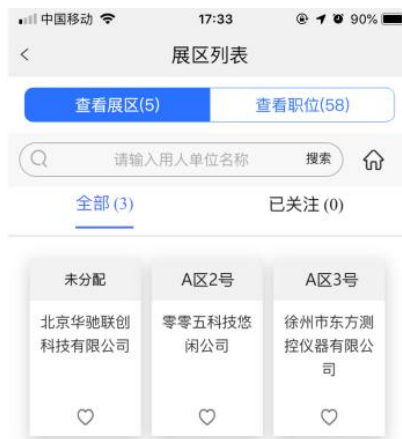 中国移动 17:33 90%
展区列表
查看展区(5) 查看职位(58)
请输入用人单位名称 搜索
全部 (3) 已关注 (0)
未分配 A区2号 A区3号
北京华驰联创 零零五科技悠 徐州市东方测
科技有限公司 闲公司 控仪器有限公
司